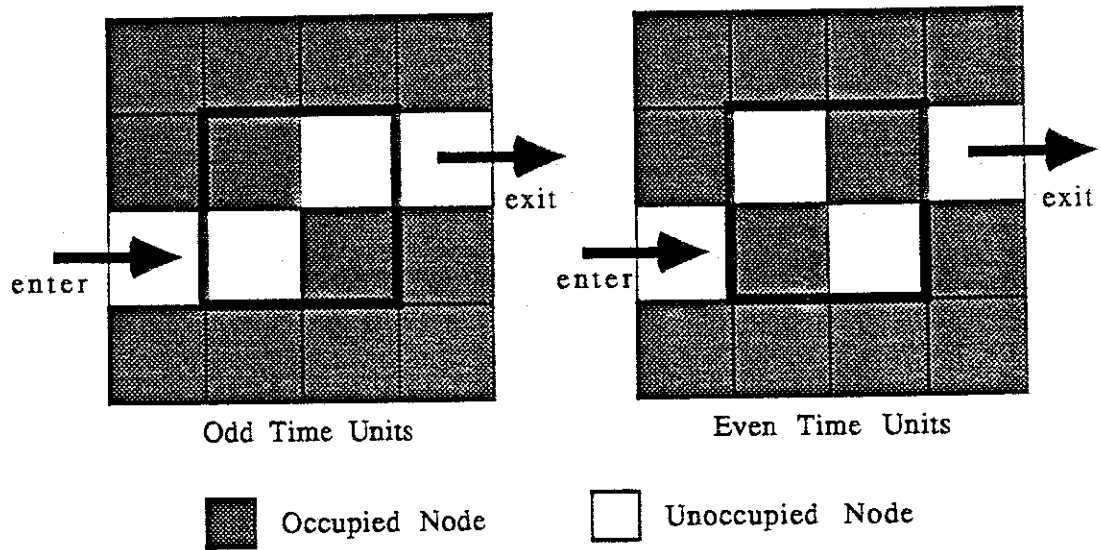 exit
exit
enter
enter
Odd Time Units
Even Time Units
Occupied Node
Unoccupied Node